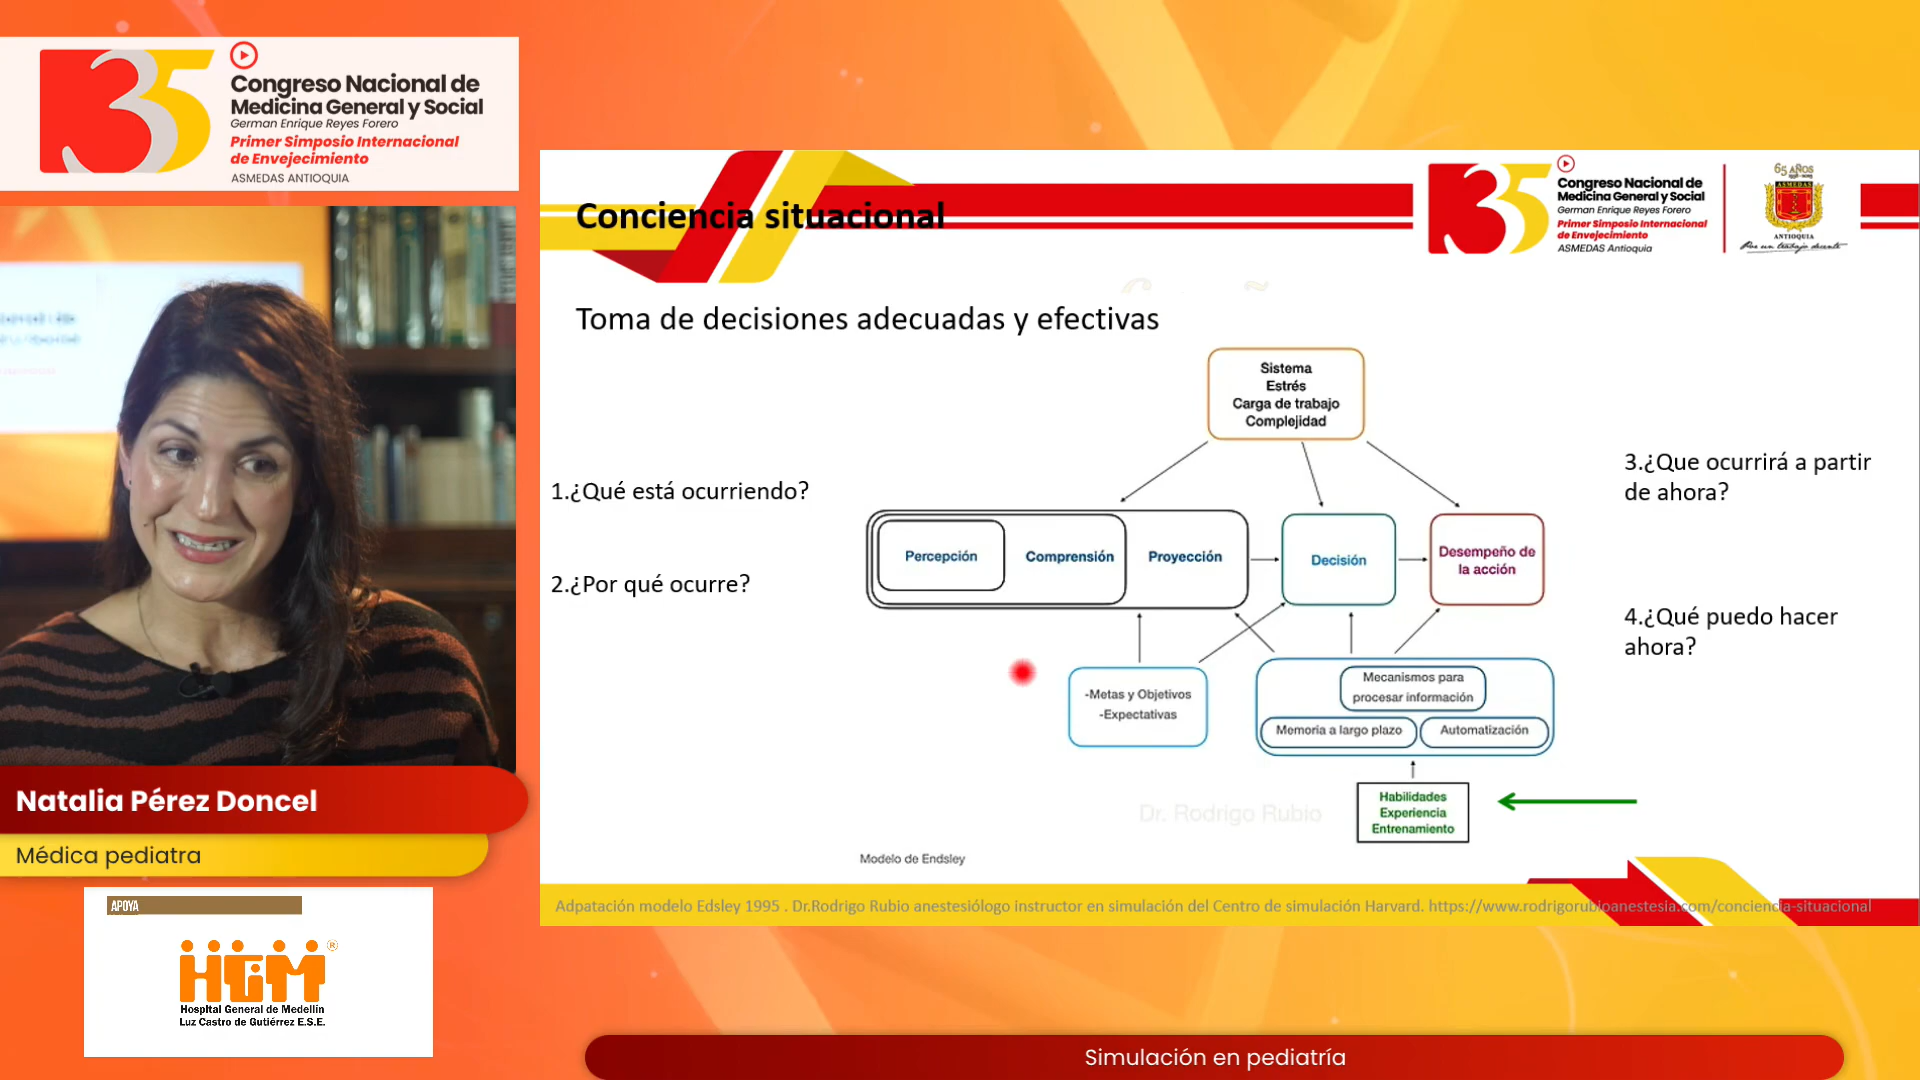 35
Congreso Nacional de
Medicina General y Social
German Enrique Reyes Forero
Primer Simposio Internacional
de Envejecimiento
ASMEDAS ANTIOQUIA
Natalia Pérez Doncel
Médica pediatra
APOYA
HGM®
Hospital General de Medellín
Luz Castro de Gutiérrez E.S.E.
Conciencia situacional
35
Congreso Nacional de
Medicina General y Social
German Enrique Reyes Forero
Primer Simposio Internacional
de Envejecimiento
ASMEDAS Antioquia
65 AÑOS
ASMEDAS
ANTIOQUIA
Por un trabajo decente
Toma de decisiones adecuadas y efectivas
Sistema
Estrés
Carga de trabajo
Complejidad
1.¿Qué está ocurriendo?
2.¿Por qué ocurre?
3.¿Que ocurrirá a partir
de ahora?
4.¿Qué puedo hacer
ahora?
Percepción
Comprensión
Proyección
Decisión
Desempeño de
la acción
-Metas y Objetivos
-Expectativas
Mecanismos para
procesar información
Memoria a largo plazo
Automatización
Habilidades
Experiencia
Entrenamiento
Dr. Rodrigo Rubio
Modelo de Endsley
Adpatación modelo Edsley 1995 . Dr.Rodrigo Rubio anestesiólogo instructor en simulación del Centro de simulación Harvard. https://www.rodrigorubioanestesia.com/conciencia-situacional
Simulación en pediatría